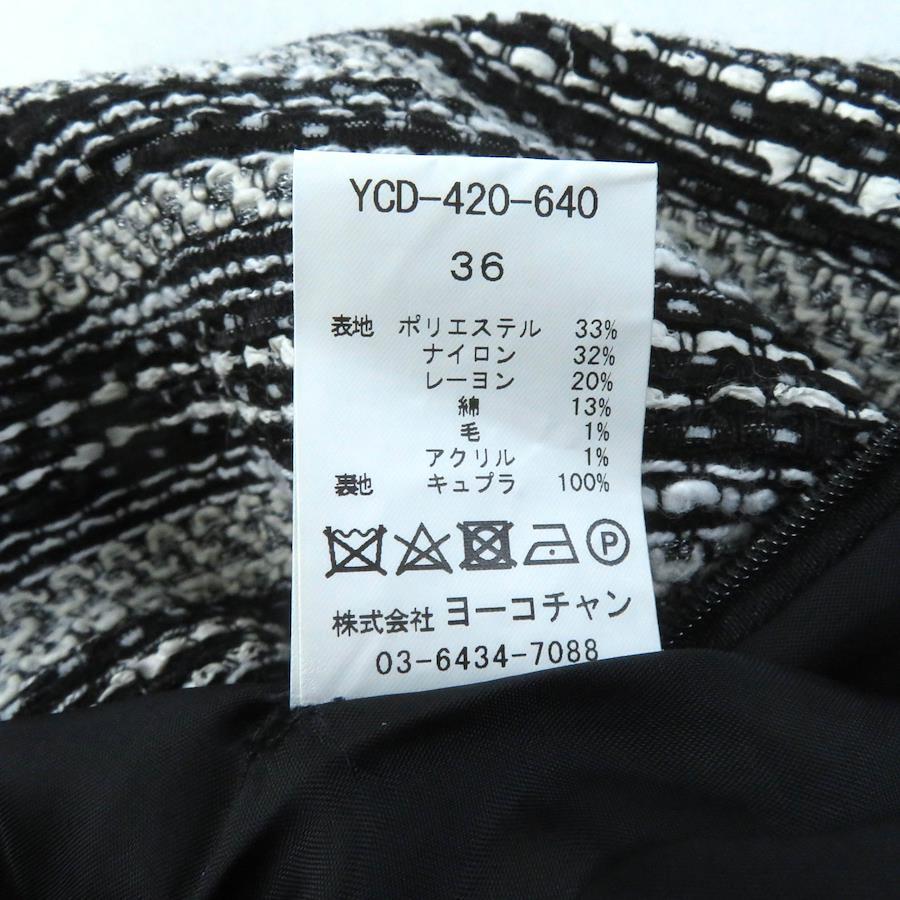 YCD-420-640
36
表地 ポリエステル 33%
ナイロン 32%
レーヨン 20%
綿 13%
毛 1%
アクリル 1%
裏地 キュプラ 100%
P
株式会社 ヨーコチャン
03-6434-7088